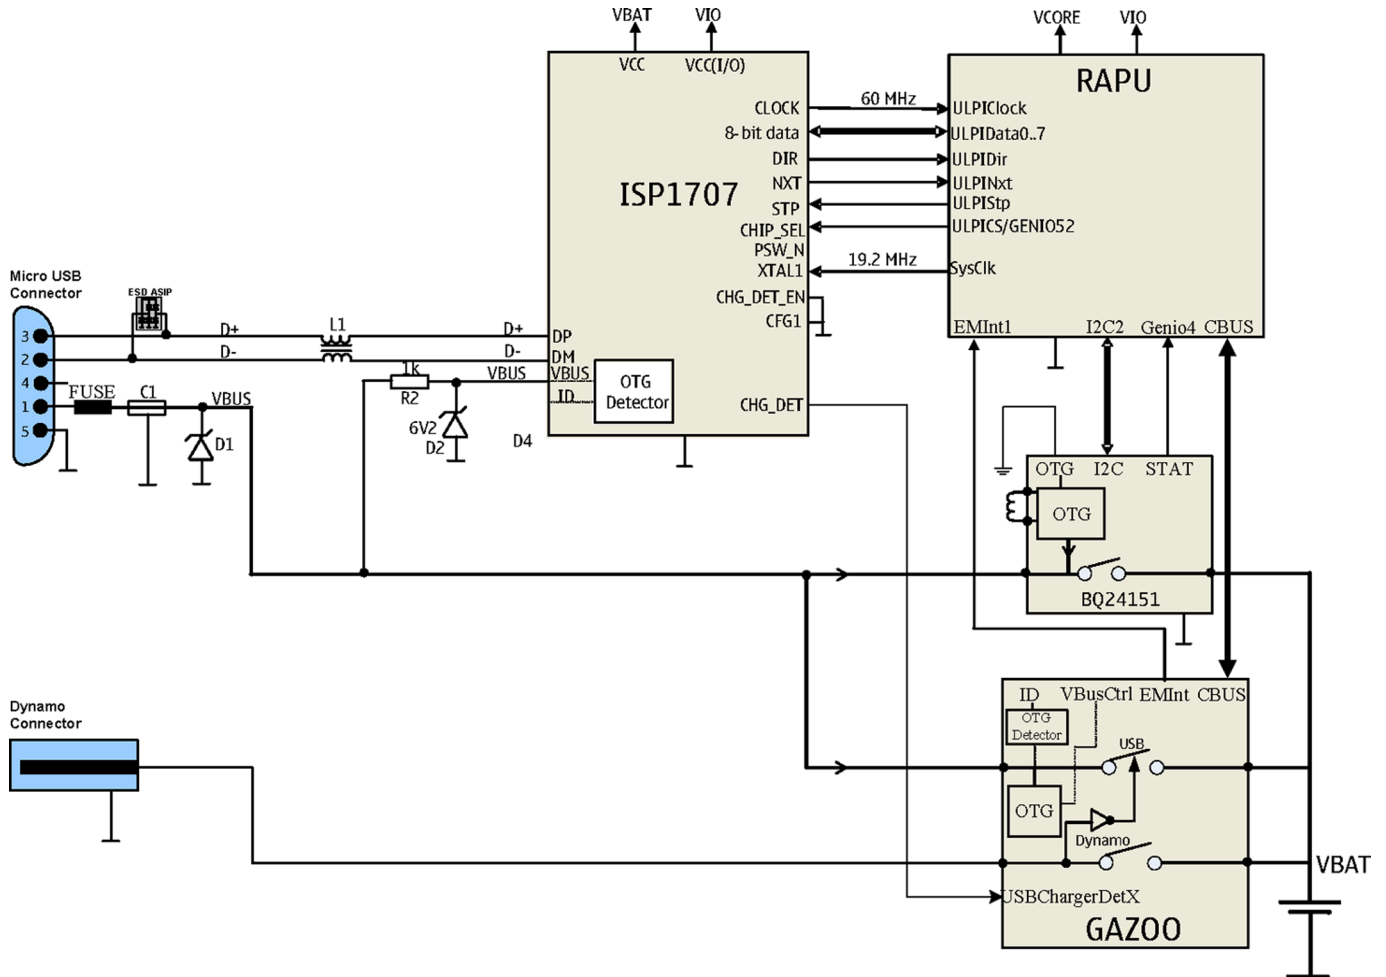 VBAT
VIO
VCORE
VIO
VCC
VCC(I/O)
RAPU
CLOCK
60 MHz
ULPIClock
8-bit data
ULPIData0..7
DIR
ULPIDir
ISP1707
NXT
ULPINxt
STP
ULPIStp
CHIP_SEL
ULPICS/GENIO52
PSW_N
XTAL1
19.2 MHz
SysClk
Micro USB
Connector
ESD ASIP
CHG_DET_EN
CFG1
3
D+
L1
D+
DP
EMInt1
I2C2
Genio4
CBUS
2
D-
D-
DM
4
1k
VBUS
VBUS
OTG
Detector
FUSE
C1
R2
ID
1
VBUS
CHG_DET
5
D1
6V2
D2
D4
OTG
I2C
STAT
OTG
BQ24151
Dynamo
Connector
ID
VBusCtrl
EMInt
CBUS
OTG
Detector
USB
OTG
Dynamo
VBAT
USBChargerDetX
GAZOO